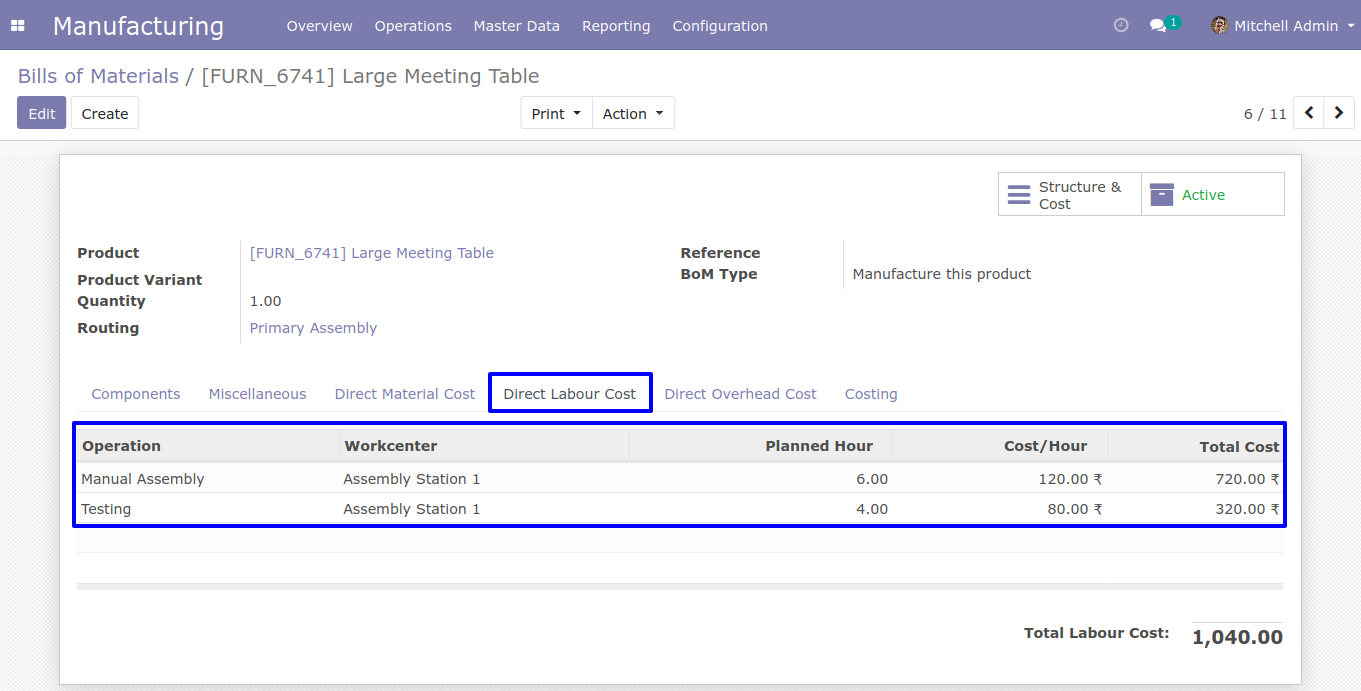 Manufacturing Overview Operations Master Data Reporting Configuration 1 Mitchell Admin
Bills of Materials / [FURN_6741] Large Meeting Table
Edit Create Print Action 6 / 11
Structure & Cost Active
Product [FURN_6741] Large Meeting Table Reference
Product Variant BoM Type Manufacture this product
Quantity 1.00
Routing Primary Assembly
Components Miscellaneous Direct Material Cost Direct Labour Cost Direct Overhead Cost Costing
Operation Workcenter Planned Hour Cost/Hour Total Cost
Manual Assembly Assembly Station 1 6.00 120.00 ₹ 720.00 ₹
Testing Assembly Station 1 4.00 80.00 ₹ 320.00 ₹
Total Labour Cost: 1,040.00